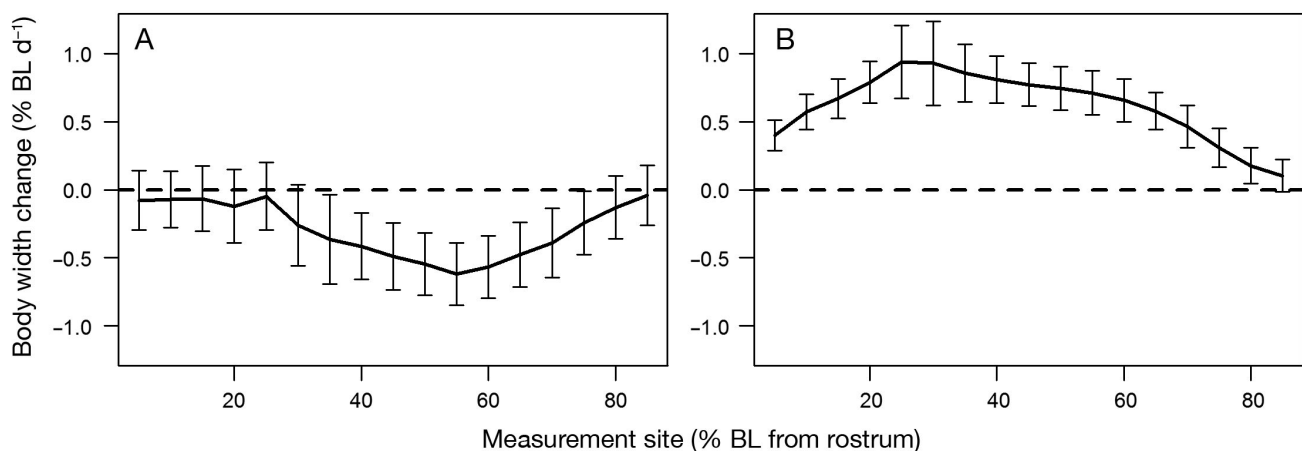 A
B
Body width change (% BL d⁻¹)
1.0
0.5
0.0
−0.5
−1.0
1.0
0.5
0.0
−0.5
−1.0
20 40 60 80
20 40 60 80
Measurement site (% BL from rostrum)